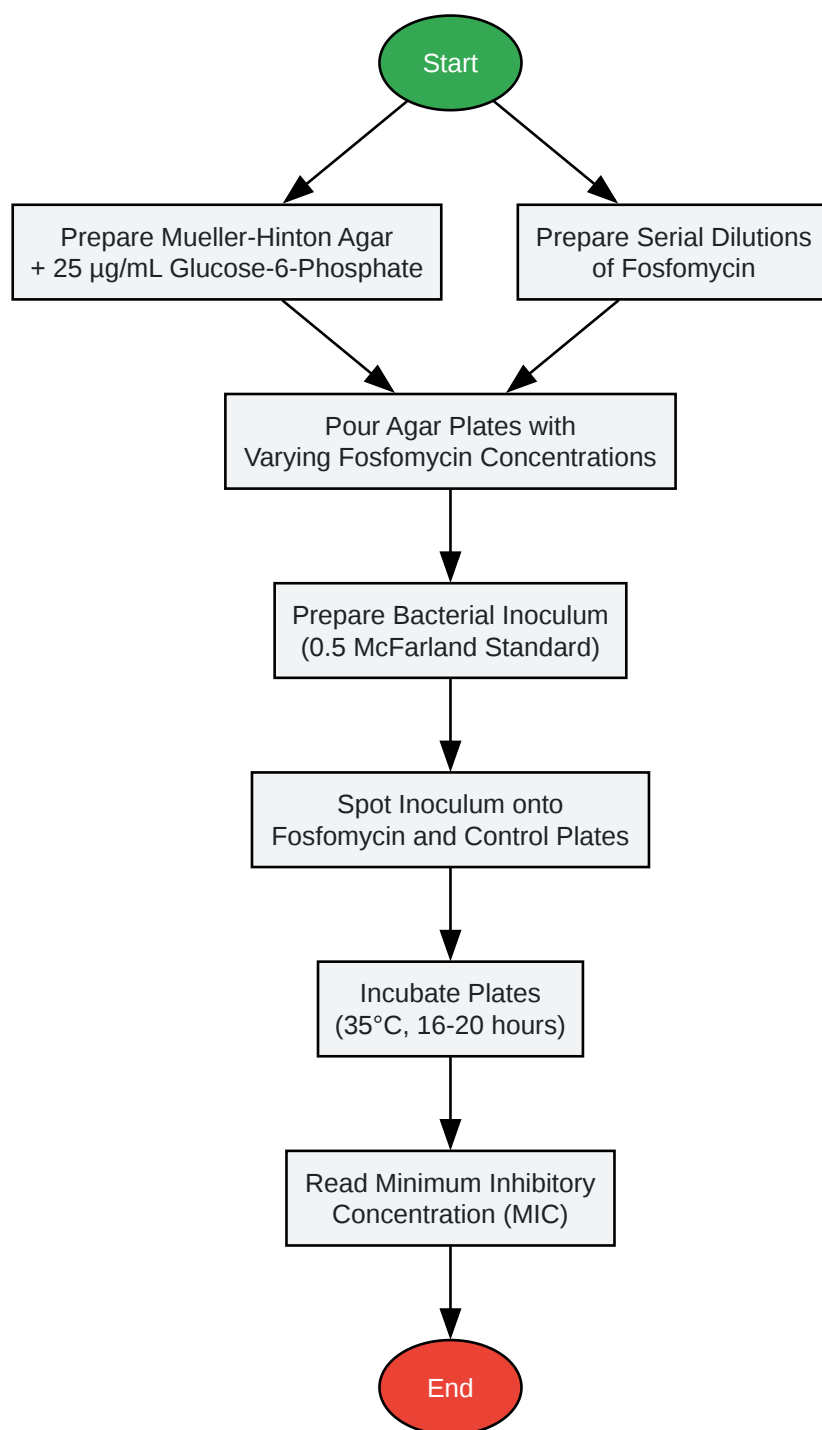 Start
Prepare Mueller-Hinton Agar
+ 25 µg/mL Glucose-6-Phosphate
Prepare Serial Dilutions
of Fosfomycin
Pour Agar Plates with
Varying Fosfomycin Concentrations
Prepare Bacterial Inoculum
(0.5 McFarland Standard)
Spot Inoculum onto
Fosfomycin and Control Plates
Incubate Plates
(35°C, 16-20 hours)
Read Minimum Inhibitory
Concentration (MIC)
End